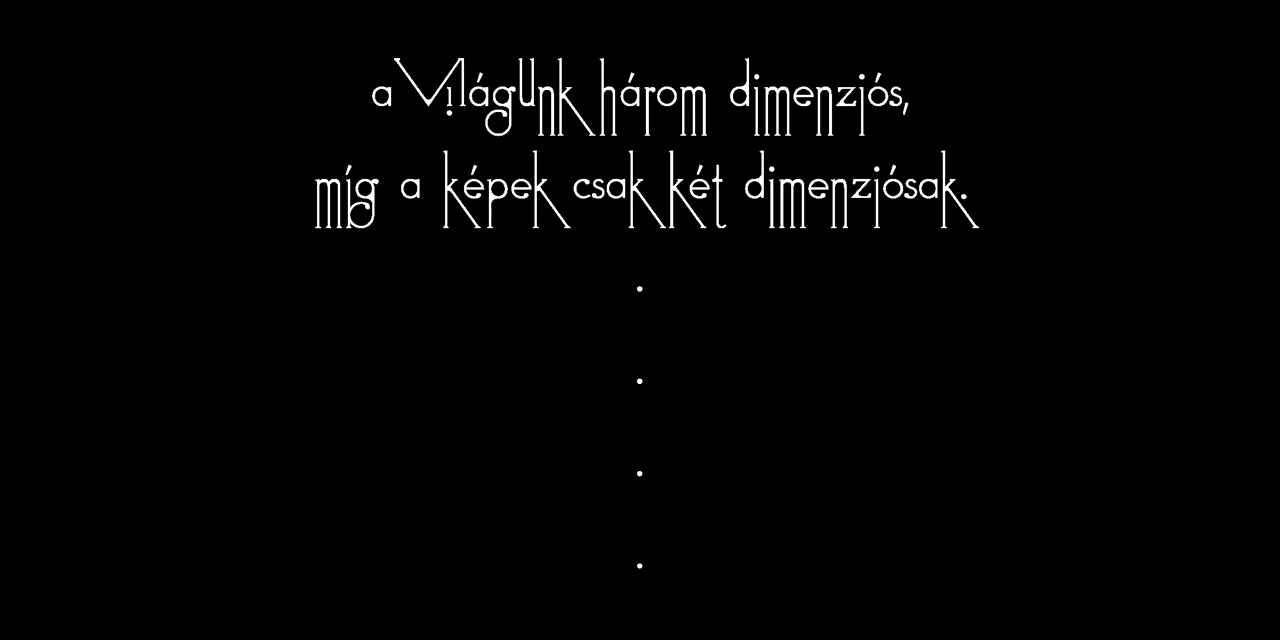 a VilágUnk három dimenziós,
míg a képek csak két dimenziósak.
.
.
.
.